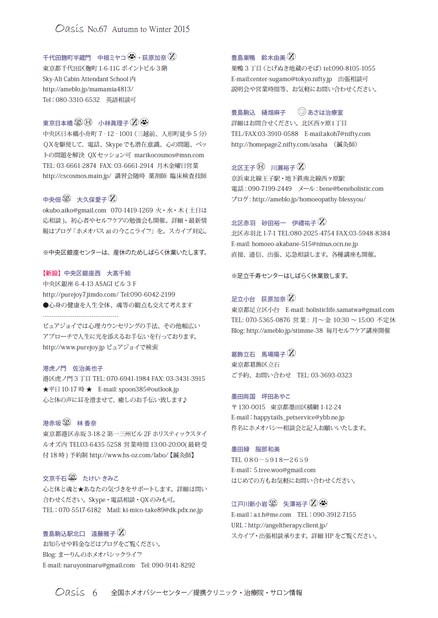 Oasis No.67 Autumn to Winter 2015
千代田麹町半蔵門 中根ミヤコ・荻原加奈
東京都千代田区麹町 1-6-11G ポイントビル 3 階
Sky-Ali Cabin Attendant School 内
http://ameblo.jp/mamamia4813/
Tel : 080-3310-6532 英語相談可
東京日本橋 小林真理子
中央区日本橋小舟町 7-12-1001 (三越前、人形町徒歩 5 分)
QX を駆使して、電話、Skype でも潜在意識、心の問題、ペッ
トの問題を解決 QX セッション可 marikocosmos@msn.com
TEL: 03-6661-2874 FAX: 03-6661-2914 月木金曜日営業
http://cxcosmos.main.jp/ 講習会随時 薬剤師 臨床検査技師
中央佃 大久保愛子
okubo.aiko@gmail.com 070-1419-1269 火・水・木 ( 土日は
応相談 )。初心者やセルフケアの勉強会も開催。詳細・最新情
報はブログ「ホメオパス ai の今ここライフ」を。スカイプ対応。
※中央区銀座センターは、産休のためしばらく休業いたします。
【新設】中央区銀座西 大髙千絵
中央区銀座 6-4-13 ASAGI ビル 3 F
http://purejoy7.jimdo.com/ Tel:090-6042-2199
●心身の健康を人生全体、魂等の観点も交えて考えます
ピュアジョイでは心理カウンセリングの手法、その他幅広い
アプローチで人生に光を添えるお手伝いを行っております。
http://www.purejoy.jp ピュアジョイで検索
港虎ノ門 佐治美也子
港区虎ノ門 3 丁目 TEL: 070-6941-1984 FAX: 03-3431-3915
★平日 10-17 時★ E-mail: spoon385@outlook.jp
心と体の声に耳を澄ませて、癒しのお手伝い致します♪
港赤坂 林 香奈
東京都港区赤坂 3-18-2 第一三州ビル 2F ホリスティックスタイ
ルオズ内 TEL03-6435-5258 営業時間 13:00-20:00( 最終受
付 18 時 ) 予約制 http://www.hs-oz.com/labo/【鍼灸師】
文京千石 たけい きみこ
心と体と魂と★あなたの気づきをサポートします。詳細は問い
合わせください。Skype・電話相談・QX のみも可。
TEL : 070-5517-6182 Mail: ki-mico-take89@dk.pdx.ne.jp
豊島駒込駅北口 遠藤雅子
お知らせや料金などはブログをご覧ください。
Blog: まーりんのホメオパシックライフ
E-mail: naruyoninaru@gmail.com Tel: 090-9141-8292
豊島巣鴨 鈴木由美
巣鴨 3 丁目 (とげぬき地蔵のそば) tel:090-8105-1055
E-mail:center-sugamo@tokyo.nifty.jp 出張相談可
説明会や営業時間等、お気軽にお問い合わせください。
豊島駒込 樋畑麻子 あさは治療室
詳細はお問合せください。北区西ヶ原 1 丁目
TEL/FAX:03-3910-0588 E-mail:akoh7@nifty.com
http://homepage2.nifty.com/asaha (鍼灸師)
北区王子 川瀨裕子
京浜東北線王子駅・地下鉄南北線西ヶ原駅
電話 : 090-7199-2449 メール : bene@beneholistic.com
ブログ : http://ameblo.jp/homoeopathy-blessyou/
北区赤羽 砂田裕一 伊禮祐子
北区赤羽北 1-7-1 TEL:080-2025-4754 FAX:03-5948-8384
E-mail: homoeo-akabane-515@nimus.ocn.ne.jp
直接、通信、出張、応急相談します。各種講座も開催。
※足立千寿センターはしばらく休業致します。
足立小台 荻原加奈
東京都足立区小台 E-mail: holisticlife.samatwa@gmail.com
TEL: 070-5365-0876 営業 : 月～金 10:30 ～ 15:00 不定休
Blog: http://ameblo.jp/stimme-38 毎月セルフケア講座開催
葛飾立石 馬場陽子
東京都葛飾区立石
ご予約、お問い合わせ TEL: 03-3693-0323
墨田両国 坪田あやこ
〒130-0015 東京都墨田区横網 1-12-24
E-mail : happytails_petservice@ybb.ne.jp
件名にホメオパシー相談会と記入お願いいたします。
墨田緑 服部和美
TEL 080-5918-2659
E-mail: 5.tree.woo@gmail.com
はじめての方もお気軽にお問い合わせください。
江戸川新小岩 矢澤裕子
E-mail : a.t.h@me.com TEL : 090-3912-7155
URL : http://angeltherapy.client.jp/
スカイプ・出張相談承ります。詳細 HP をご覧ください。
Oasis 6 全国ホメオパシーセンター／提携クリニック・治療院・サロン情報